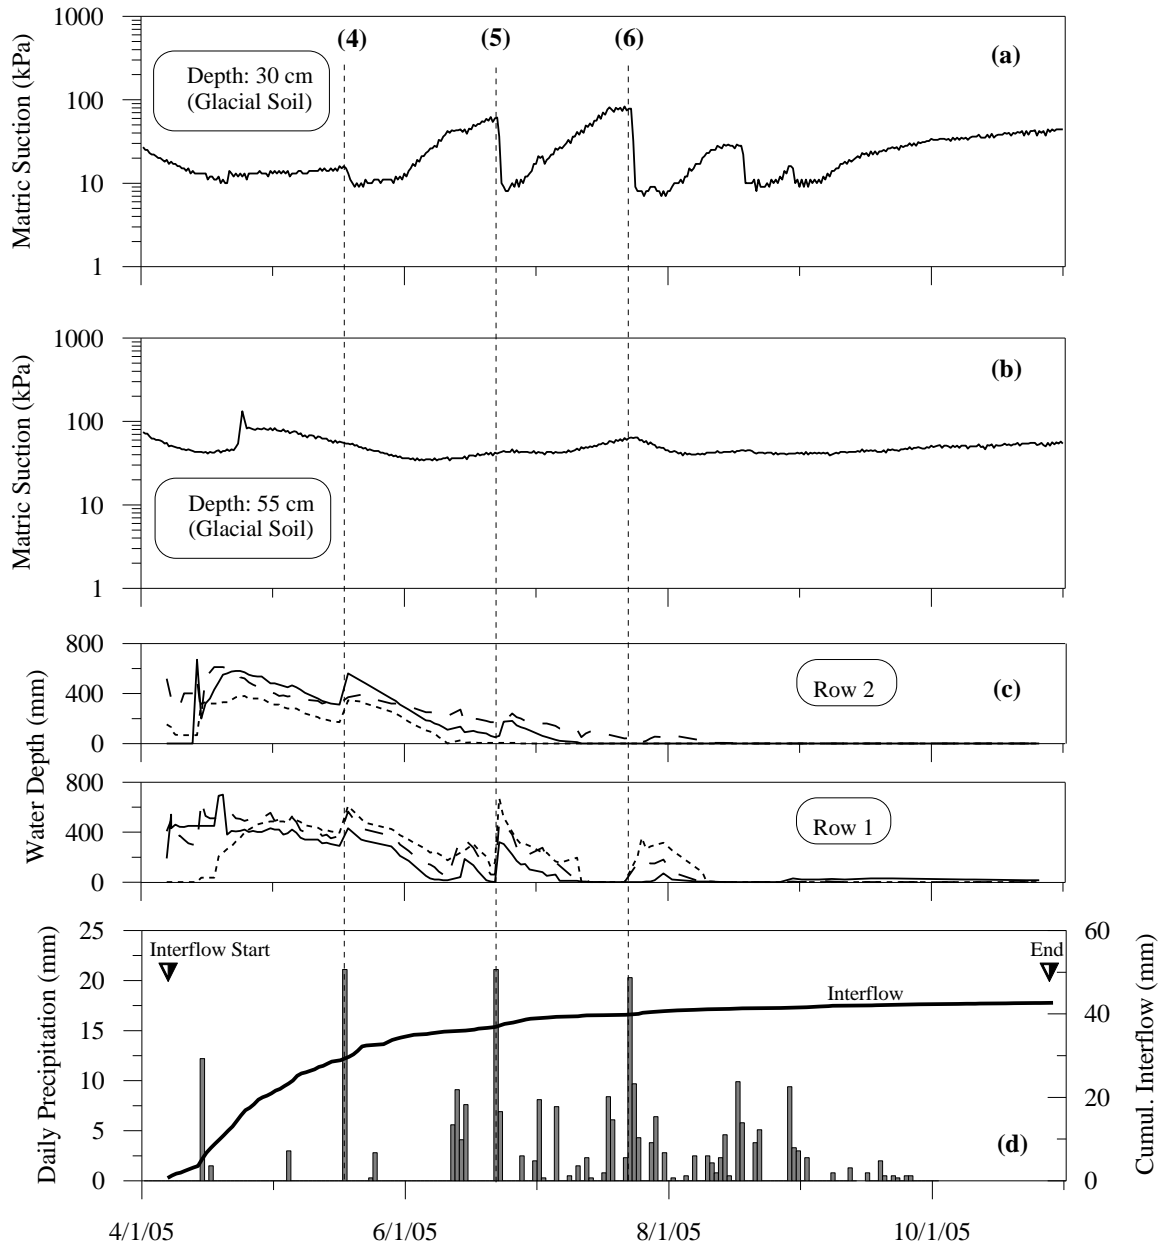 1000
(4)
(5)
(6)
(a)
Depth: 30 cm
(Glacial Soil)
100
10
1
Matric Suction (kPa)
1000
(b)
100
10
1
Depth: 55 cm
(Glacial Soil)
Matric Suction (kPa)
800
400
0
Row 2
(c)
Water Depth (mm)
800
400
0
Row 1
25
20
15
10
5
0
Daily Precipitation (mm)
Interflow Start
End
Interflow
(d)
60
40
20
0
Cumul. Interflow (mm)
4/1/05
6/1/05
8/1/05
10/1/05